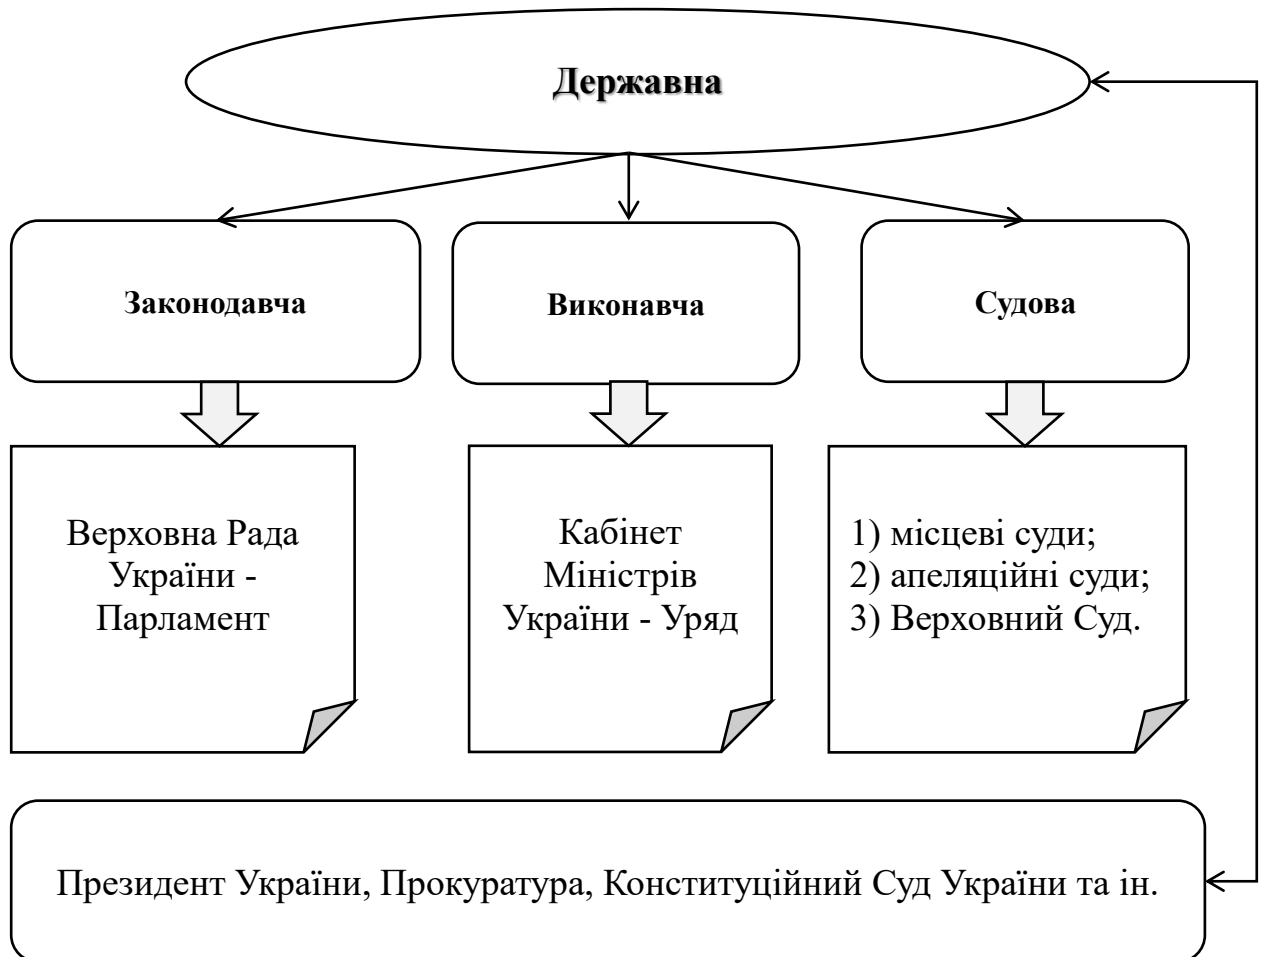 Державна
Законодавча
Виконавча
Судова
Верховна Рада
України -
Парламент
Кабінет
Міністрів
України - Уряд
1) місцеві суди;
2) апеляційні суди;
3) Верховний Суд.
Президент України, Прокуратура, Конституційний Суд України та ін.